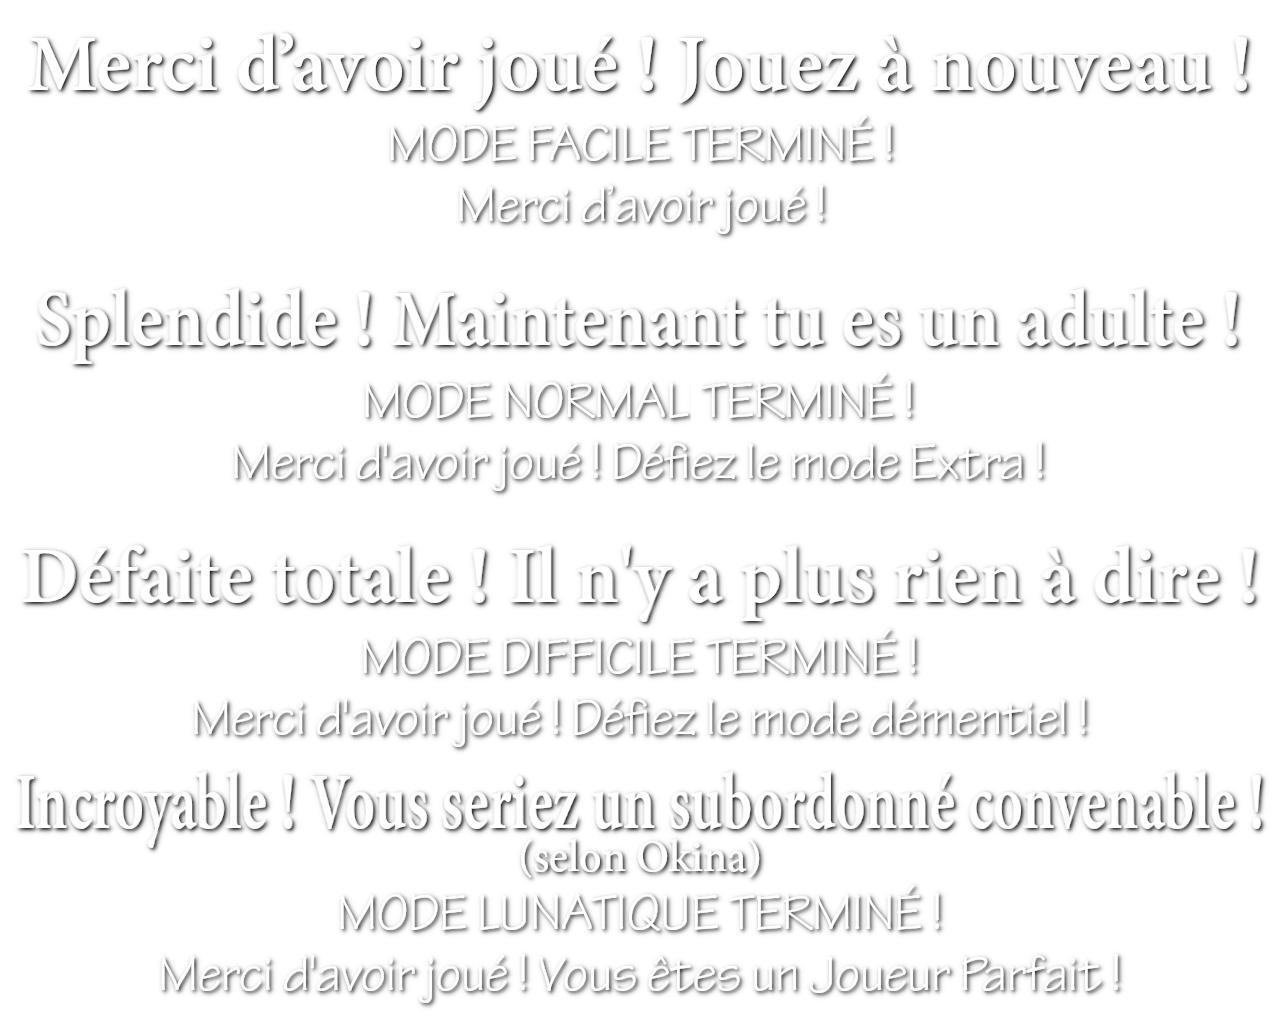 Merci d’avoir joué ! Jouez à nouveau !
MODE FACILE TERMINÉ !
Merci d’avoir joué !
Splendide ! Maintenant tu es un adulte !
MODE NORMAL TERMINÉ !
Merci d'avoir joué ! Défiez le mode Extra !
Défaite totale ! Il n'y a plus rien à dire !
MODE DIFFICILE TERMINÉ !
Merci d'avoir joué ! Défiez le mode démentiel !
Incroyable ! Vous seriez un subordonné convenable !
(selon Okina)
MODE LUNATIQUE TERMINÉ !
Merci d'avoir joué ! Vous êtes un Joueur Parfait !